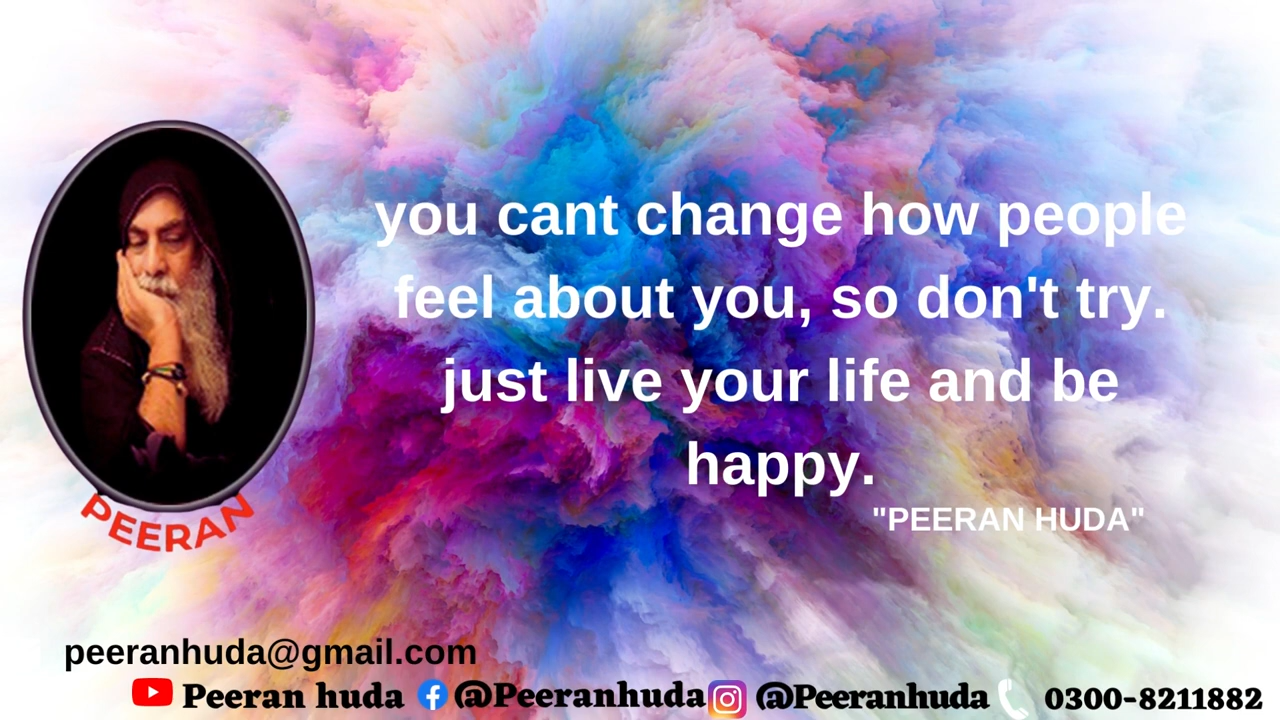 you cant change how people
feel about you, so don't try.
just live your life and be
happy.
"PEERAN HUDA"
PEERAN
peeranhuda@gmail.com
Peeran huda @Peeranhuda @Peeranhuda 0300-8211882